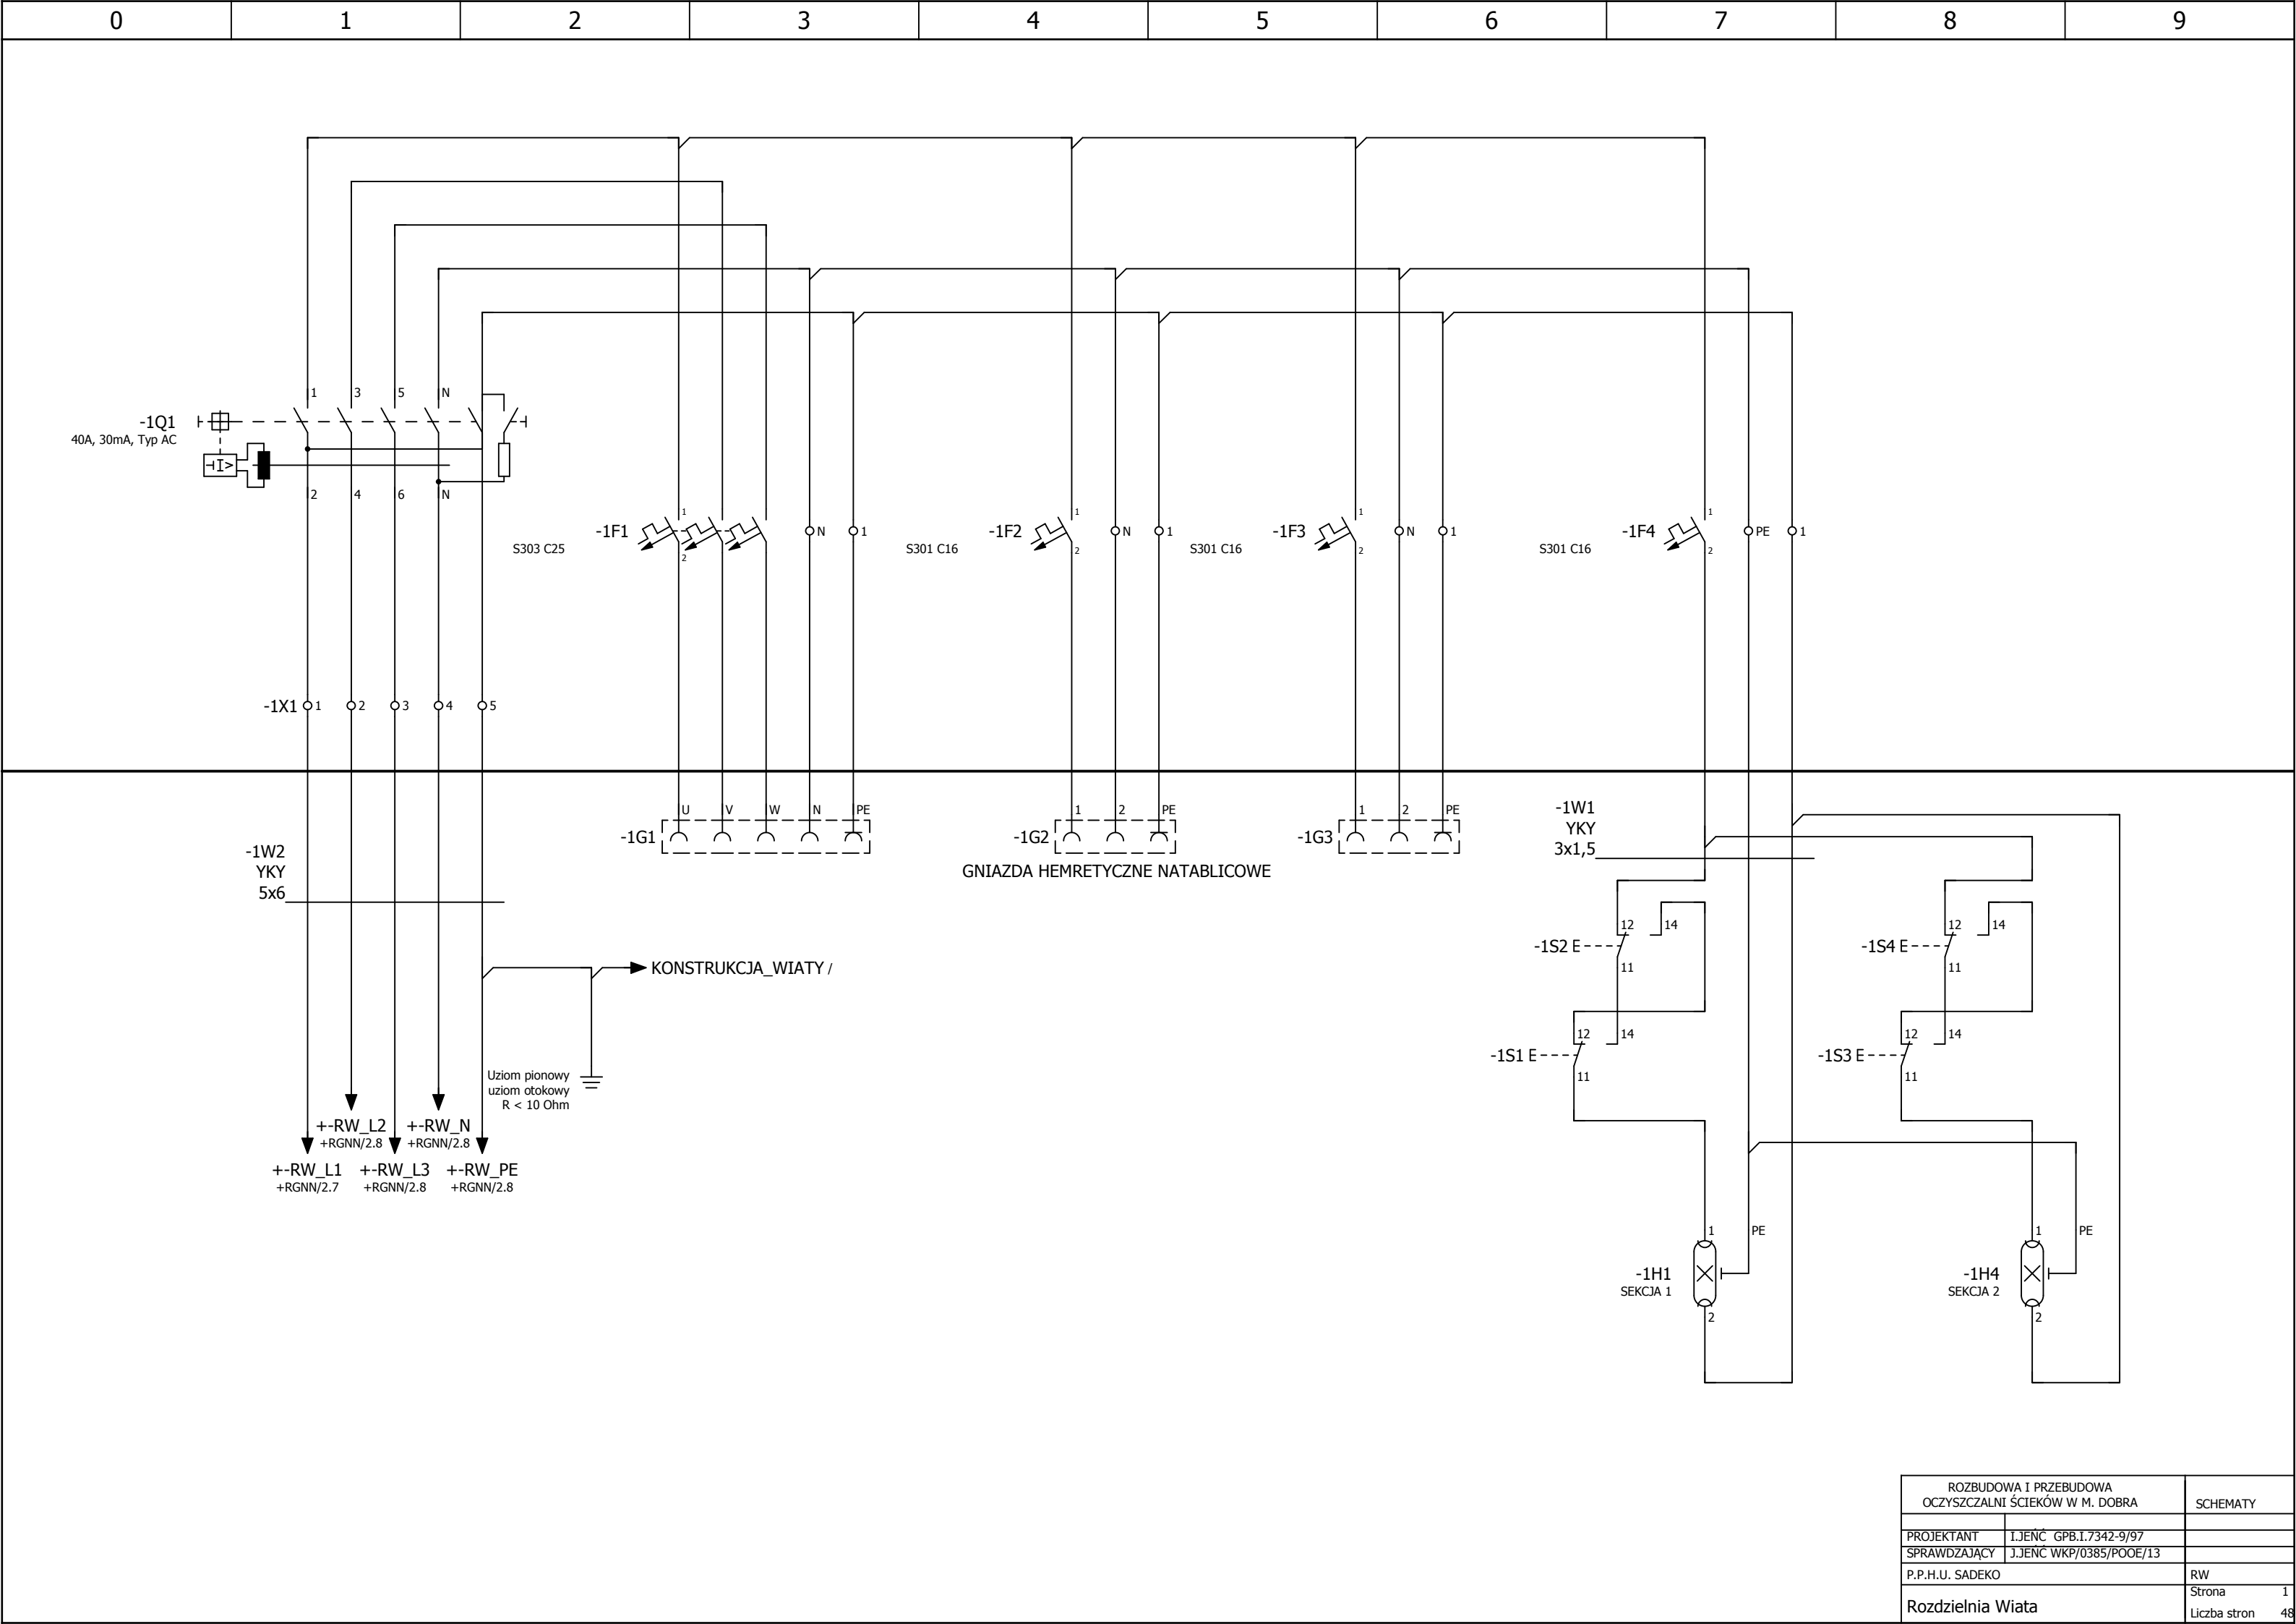 0 1 2 3 4 5 6 7 8 9
1 3 5 N
-1Q1
40A, 30mA, Typ AC
I>
2 4 6 N
-1F1 1 2 N 1
S303 C25
-1F2 1 2 N 1
S301 C16
-1F3 1 2 N 1
S301 C16
-1F4 1 2 PE 1
S301 C16
-1X1 1 2 3 4 5
-1G1 U V W N PE
-1G2 1 2 PE
-1G3 1 2 PE
GNIAZDA HEMRETYCZNE NATABLICOWE
-1W1
YKY
3x1,5
-1W2
YKY
5x6
-1S2 E 12 14 11
-1S4 E 12 14 11
KONSTRUKCJA_WIATY /
-1S1 E 12 14 11
-1S3 E 12 14 11
Uziom pionowy
uziom otokowy
R < 10 Ohm
+-RW_L2 +-RW_N
+RGNN/2.8 +RGNN/2.8
+-RW_L1 +-RW_L3 +-RW_PE
+RGNN/2.7 +RGNN/2.8 +RGNN/2.8
1 PE 1 PE
-1H1
SEKCJA 1
2
-1H4
SEKCJA 2
2
ROZBUDOWA I PRZEBUDOWA
OCZYSZCZALNI ŚCIEKÓW W M. DOBRA
SCHEMATY
PROJEKTANT I.JEŃĆ GPB.I.7342-9/97
SPRAWDZAJĄCY J.JEŃĆ WKP/0385/POOE/13
P.P.H.U. SADEKO RW
Rozdzielnia Wiata
Strona 1
Liczba stron 48